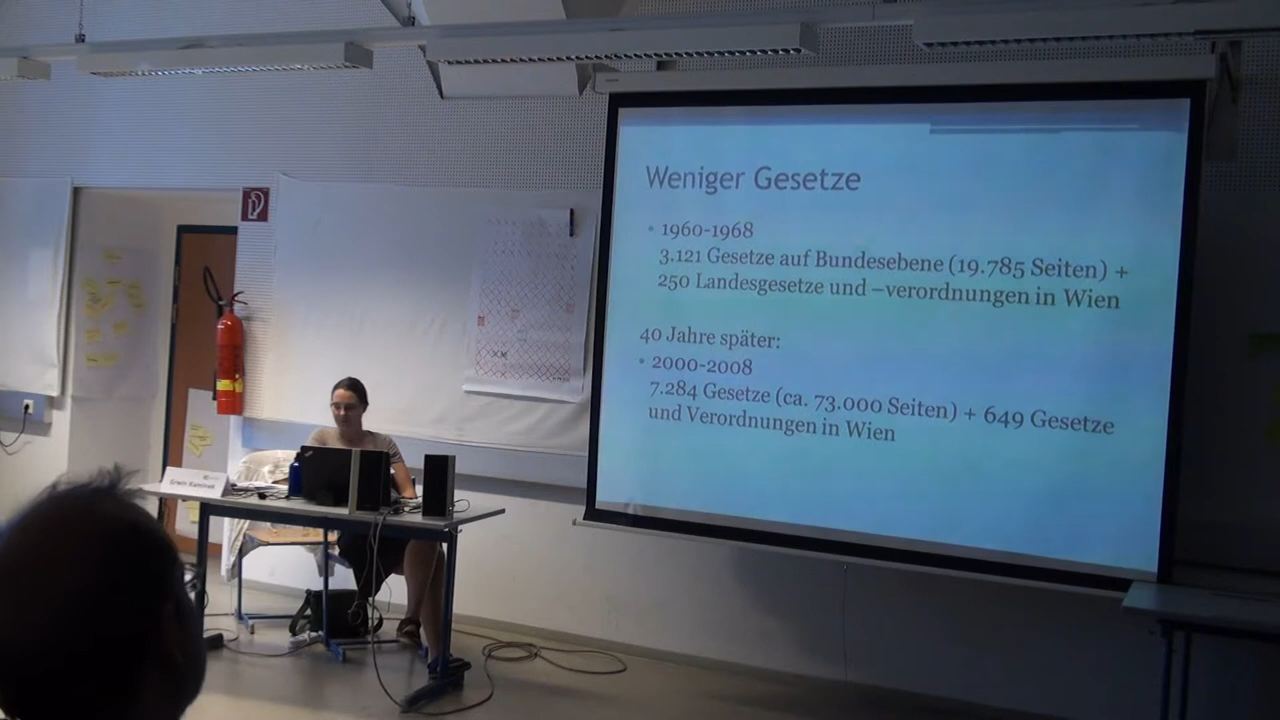 Weniger Gesetze
• 1960-1968
3.121 Gesetze auf Bundesebene (19.785 Seiten) +
250 Landesgesetze und –verordnungen in Wien
40 Jahre später:
• 2000-2008
7.284 Gesetze (ca. 73.000 Seiten) + 649 Gesetze
und Verordnungen in Wien
Erwin